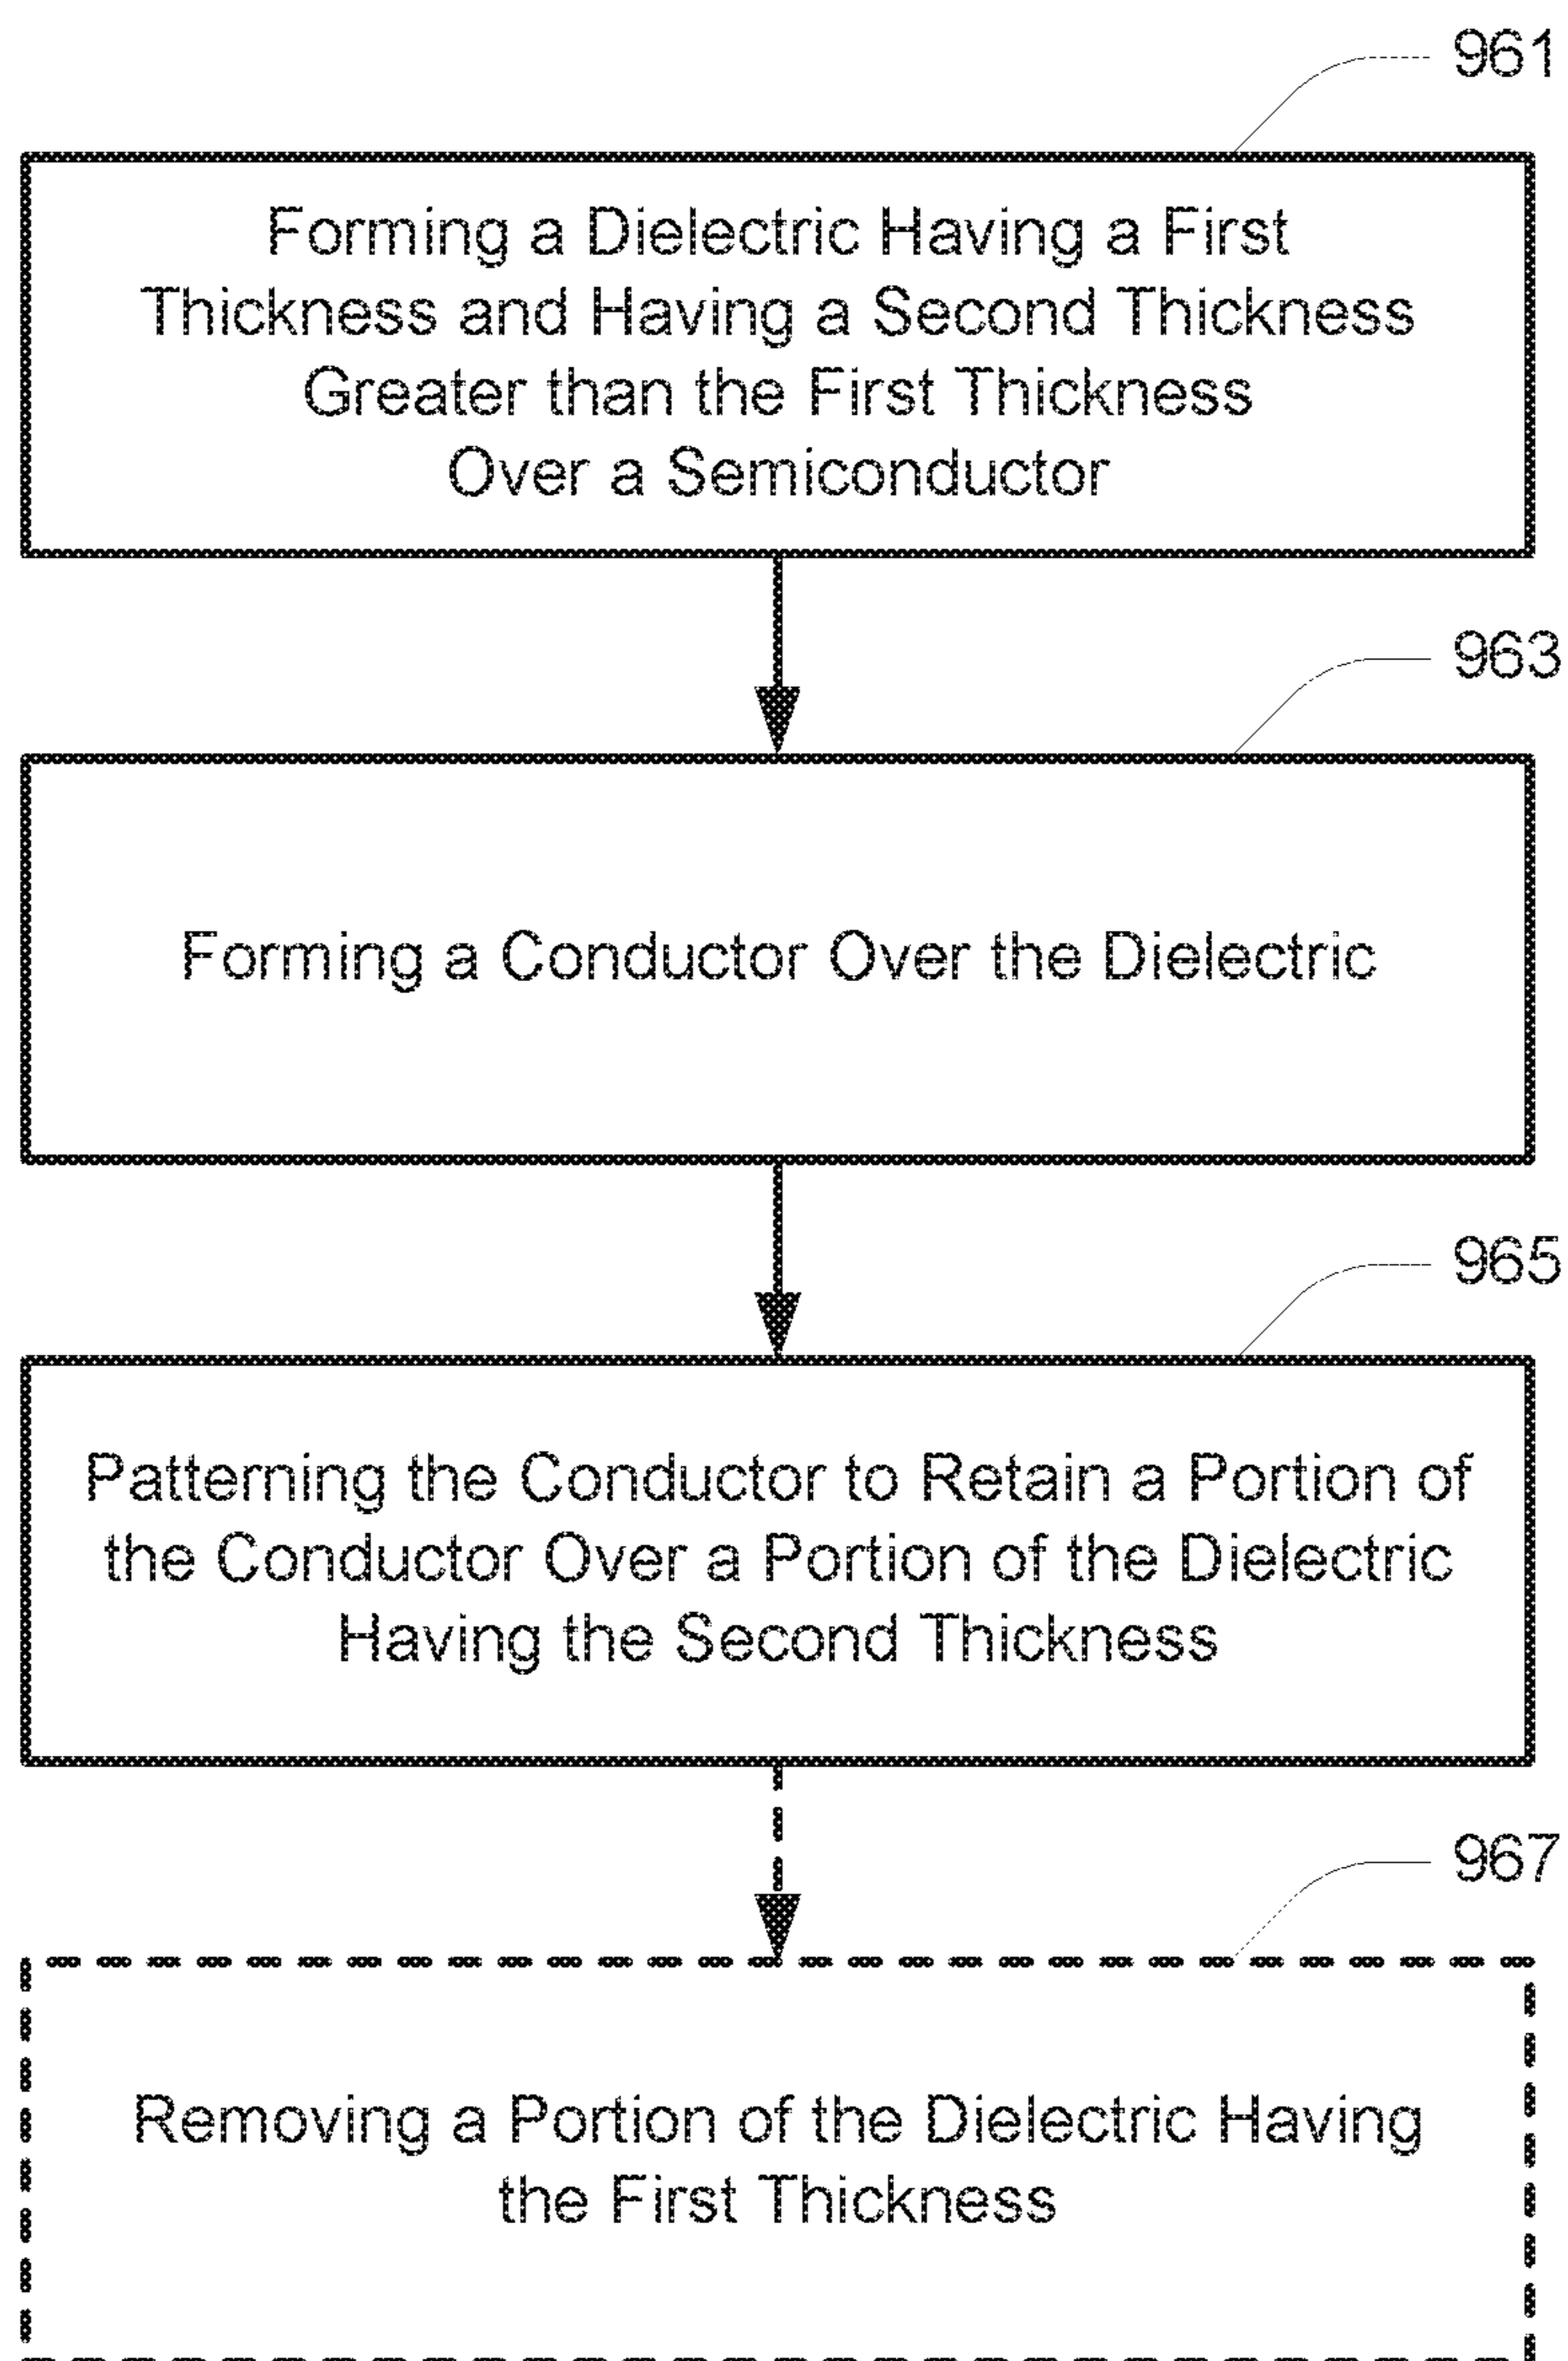 961
Forming a Dielectric Having a First
Thickness and Having a Second Thickness
Greater than the First Thickness
Over a Semiconductor
963
Forming a Conductor Over the Dielectric
965
Patterning the Conductor to Retain a Portion of
the Conductor Over a Portion of the Dielectric
Having the Second Thickness
967
Removing a Portion of the Dielectric Having
the First Thickness